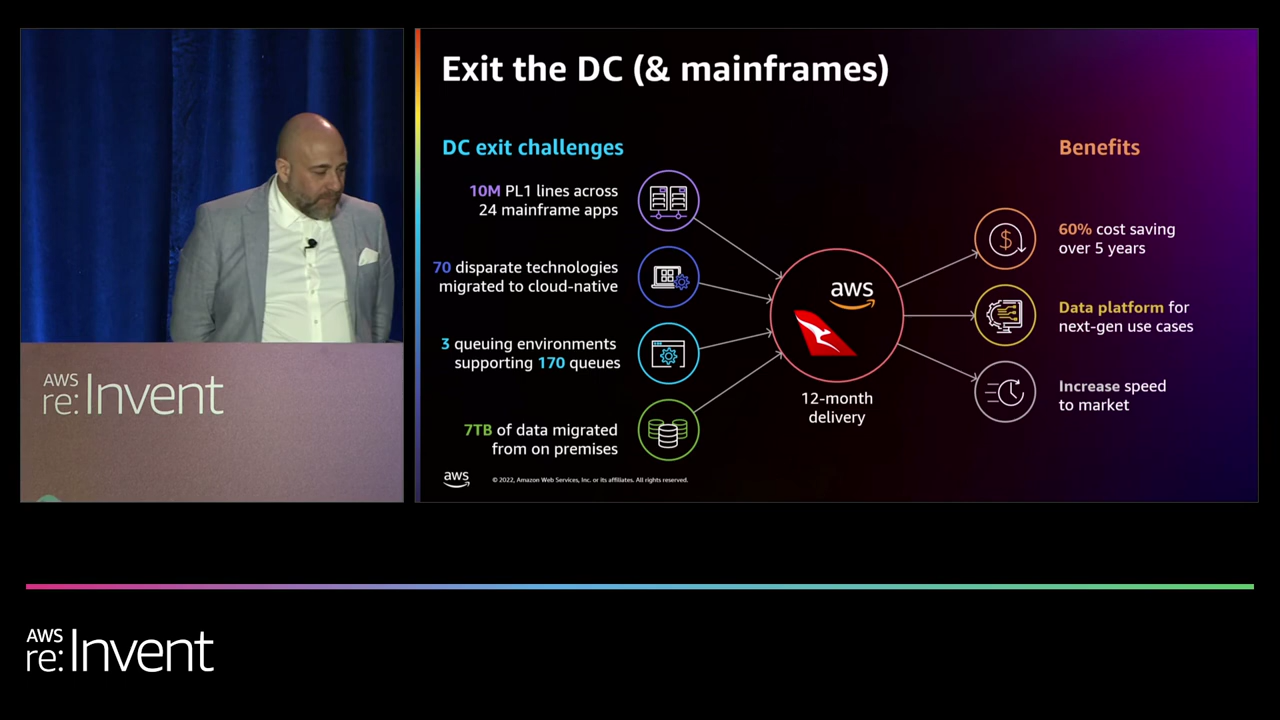 AWS
re:Invent
Exit the DC (& mainframes)
DC exit challenges
10M PL1 lines across
24 mainframe apps
70 disparate technologies
migrated to cloud-native
3 queuing environments
supporting 170 queues
7TB of data migrated
from on premises
aws
12-month
delivery
Benefits
60% cost saving
over 5 years
Data platform for
next-gen use cases
Increase speed
to market
aws
© 2022, Amazon Web Services, Inc. or its affiliates. All rights reserved.
AWS
re:Invent